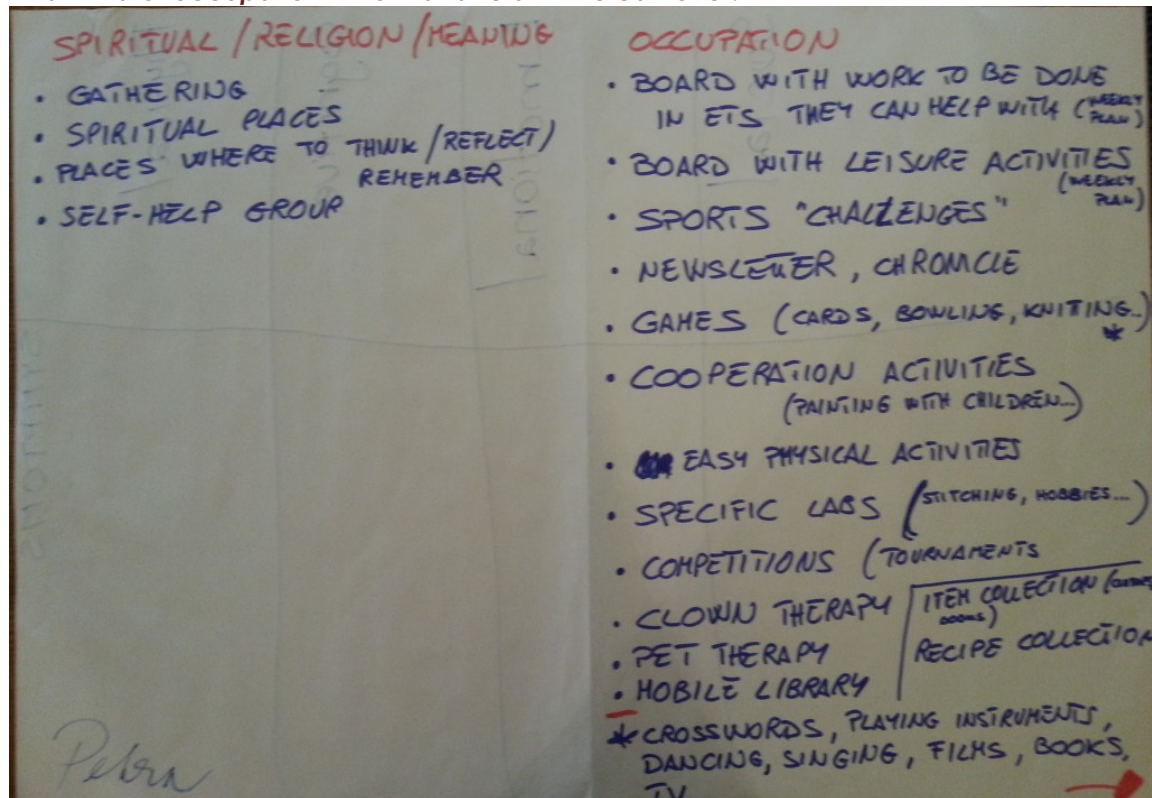 SPIRITUAL / RELIGION / MEANING
• GATHERING
• SPIRITUAL PLACES
• PLACES WHERE TO THINK / REFLECT /
REMEMBER
• SELF-HELP GROUP
Petra
OCCUPATION
• BOARD WITH WORK TO BE DONE
IN ETS THEY CAN HELP WITH (WEEKLY
PLAN)
• BOARD WITH LEISURE ACTIVITIES
(WEEKLY
PLAN)
• SPORTS "CHALLENGES"
• NEWSLETTER, CHRONICLE
• GAMES (CARDS, BOWLING, KNITING...)
*
• COOPERATION ACTIVITIES
(PAINTING WITH CHILDREN...)
• EASY PHYSICAL ACTIVITIES
• SPECIFIC LABS (STITCHING, HOBBIES...)
• COMPETITIONS (TOURNAMENTS
• CLOWN THERAPY
• PET THERAPY
• MOBILE LIBRARY
ITEM COLLECTION (
BOOKS)
RECIPE COLLECTION
* CROSSWORDS, PLAYING INSTRUMENTS,
DANCING, SINGING, FILMS, BOOKS,
TV